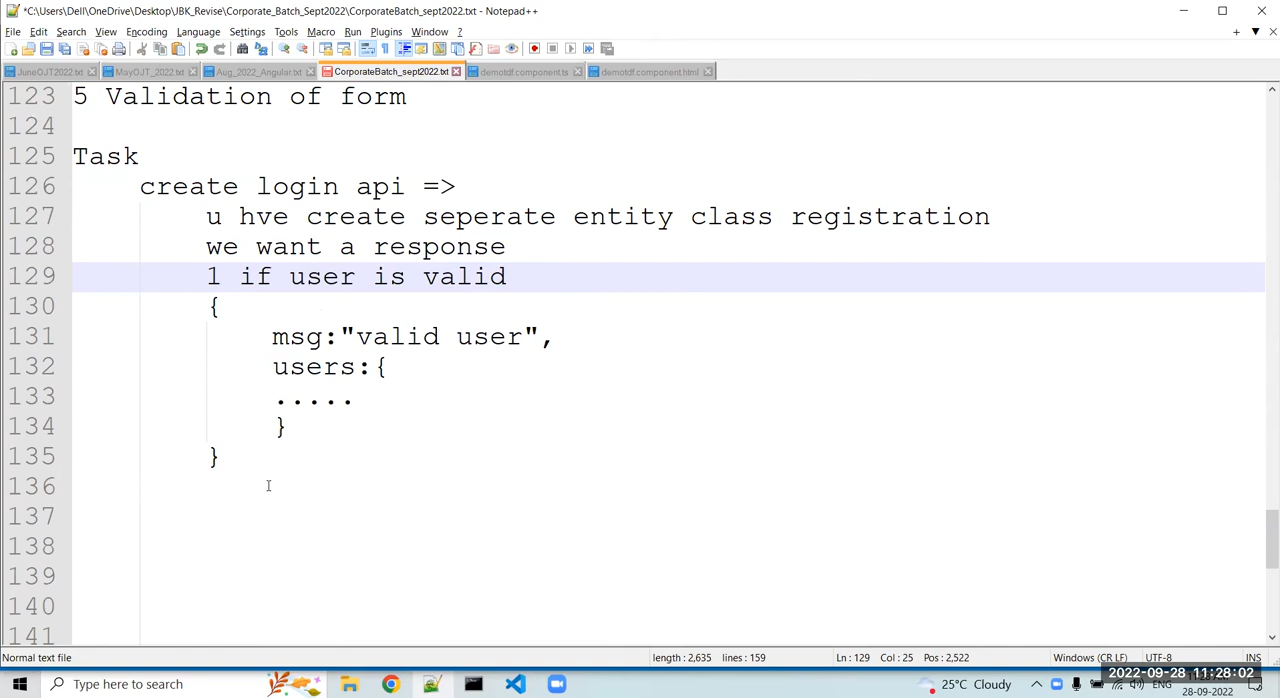 *C:\Users\Dell\OneDrive\Desktop\JBK_Revise\Corporate_Batch_Sept2022\CorporateBatch_sept2022.txt - Notepad++
File Edit Search View Encoding Language Settings Tools Macro Run Plugins Window ?
JuneOJT2022.txt MayOJT_2022.txt Aug_2022_Angular.txt CorporateBatch_sept2022.txt demotdf.component.ts demotdf.component.html
123 5 Validation of form
124
125 Task
126 create login api =>
127 u hve create seperate entity class registration
128 we want a response
129 1 if user is valid
130 {
131 msg:"valid user",
132 users:{
133 .....
134 }
135 }
136
137
138
139
140
141
Normal text file length : 2,635 lines : 159 Ln : 129 Col : 25 Pos : 2,522 Windows (CR LF) UTF-8 INS
2022-09-28 11:28:02
Type here to search 25°C Cloudy ENG 28-09-2022